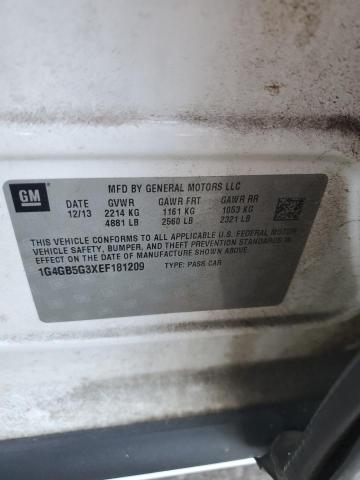 GM
MFD BY GENERAL MOTORS LLC
DATE GVWR GAWR FRT GAWR RR
12/13 2214 KG 1161 KG 1053 KG
4881 LB 2560 LB 2321 LB
THIS VEHICLE CONFORMS TO ALL APPLICABLE U.S. FEDERAL MOTOR
VEHICLE SAFETY, BUMPER, AND THEFT PREVENTION STANDARDS IN
EFFECT ON THE DATE OF MANUFACTURE SHOWN ABOVE.
1G4GB5G3XEF181209 TYPE: PASS CAR